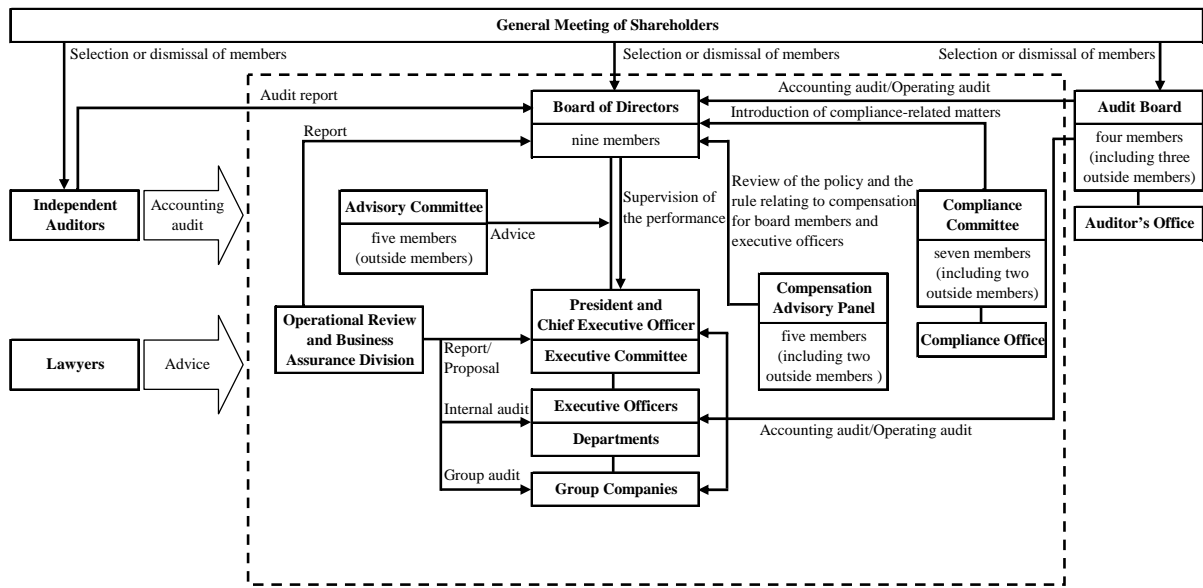 General Meeting of Shareholders
Selection or dismissal of members
Selection or dismissal of members
Selection or dismissal of members
Audit report
Report
Board of Directors
nine members
Accounting audit/Operating audit
Introduction of compliance-related matters
Audit Board
four members
(including three
outside members)
Auditor's Office
Independent
Auditors
Accounting
audit
Advisory Committee
five members
(outside members)
Advice
Supervision of
the performance
Review of the policy and the
rule relating to compensation
for board members and
executive officers
Compliance
Committee
seven members
(including two
outside members)
Compliance Office
Compensation
Advisory Panel
five members
(including two
outside members )
Operational Review
and Business
Assurance Division
President and
Chief Executive Officer
Executive Committee
Report/
Proposal
Lawyers
Advice
Internal audit
Executive Officers
Departments
Accounting audit/Operating audit
Group audit
Group Companies